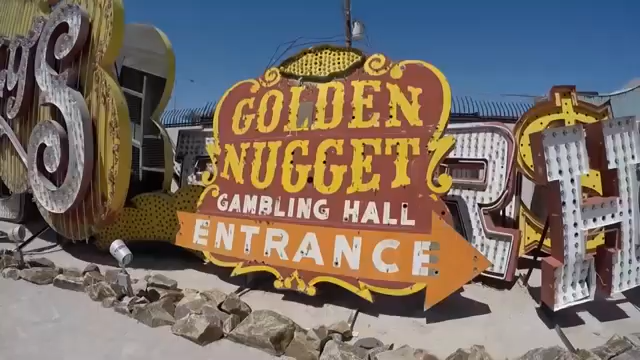 GOLDEN
NUGGET
GAMBLING HALL
ENTRANCE
R
H